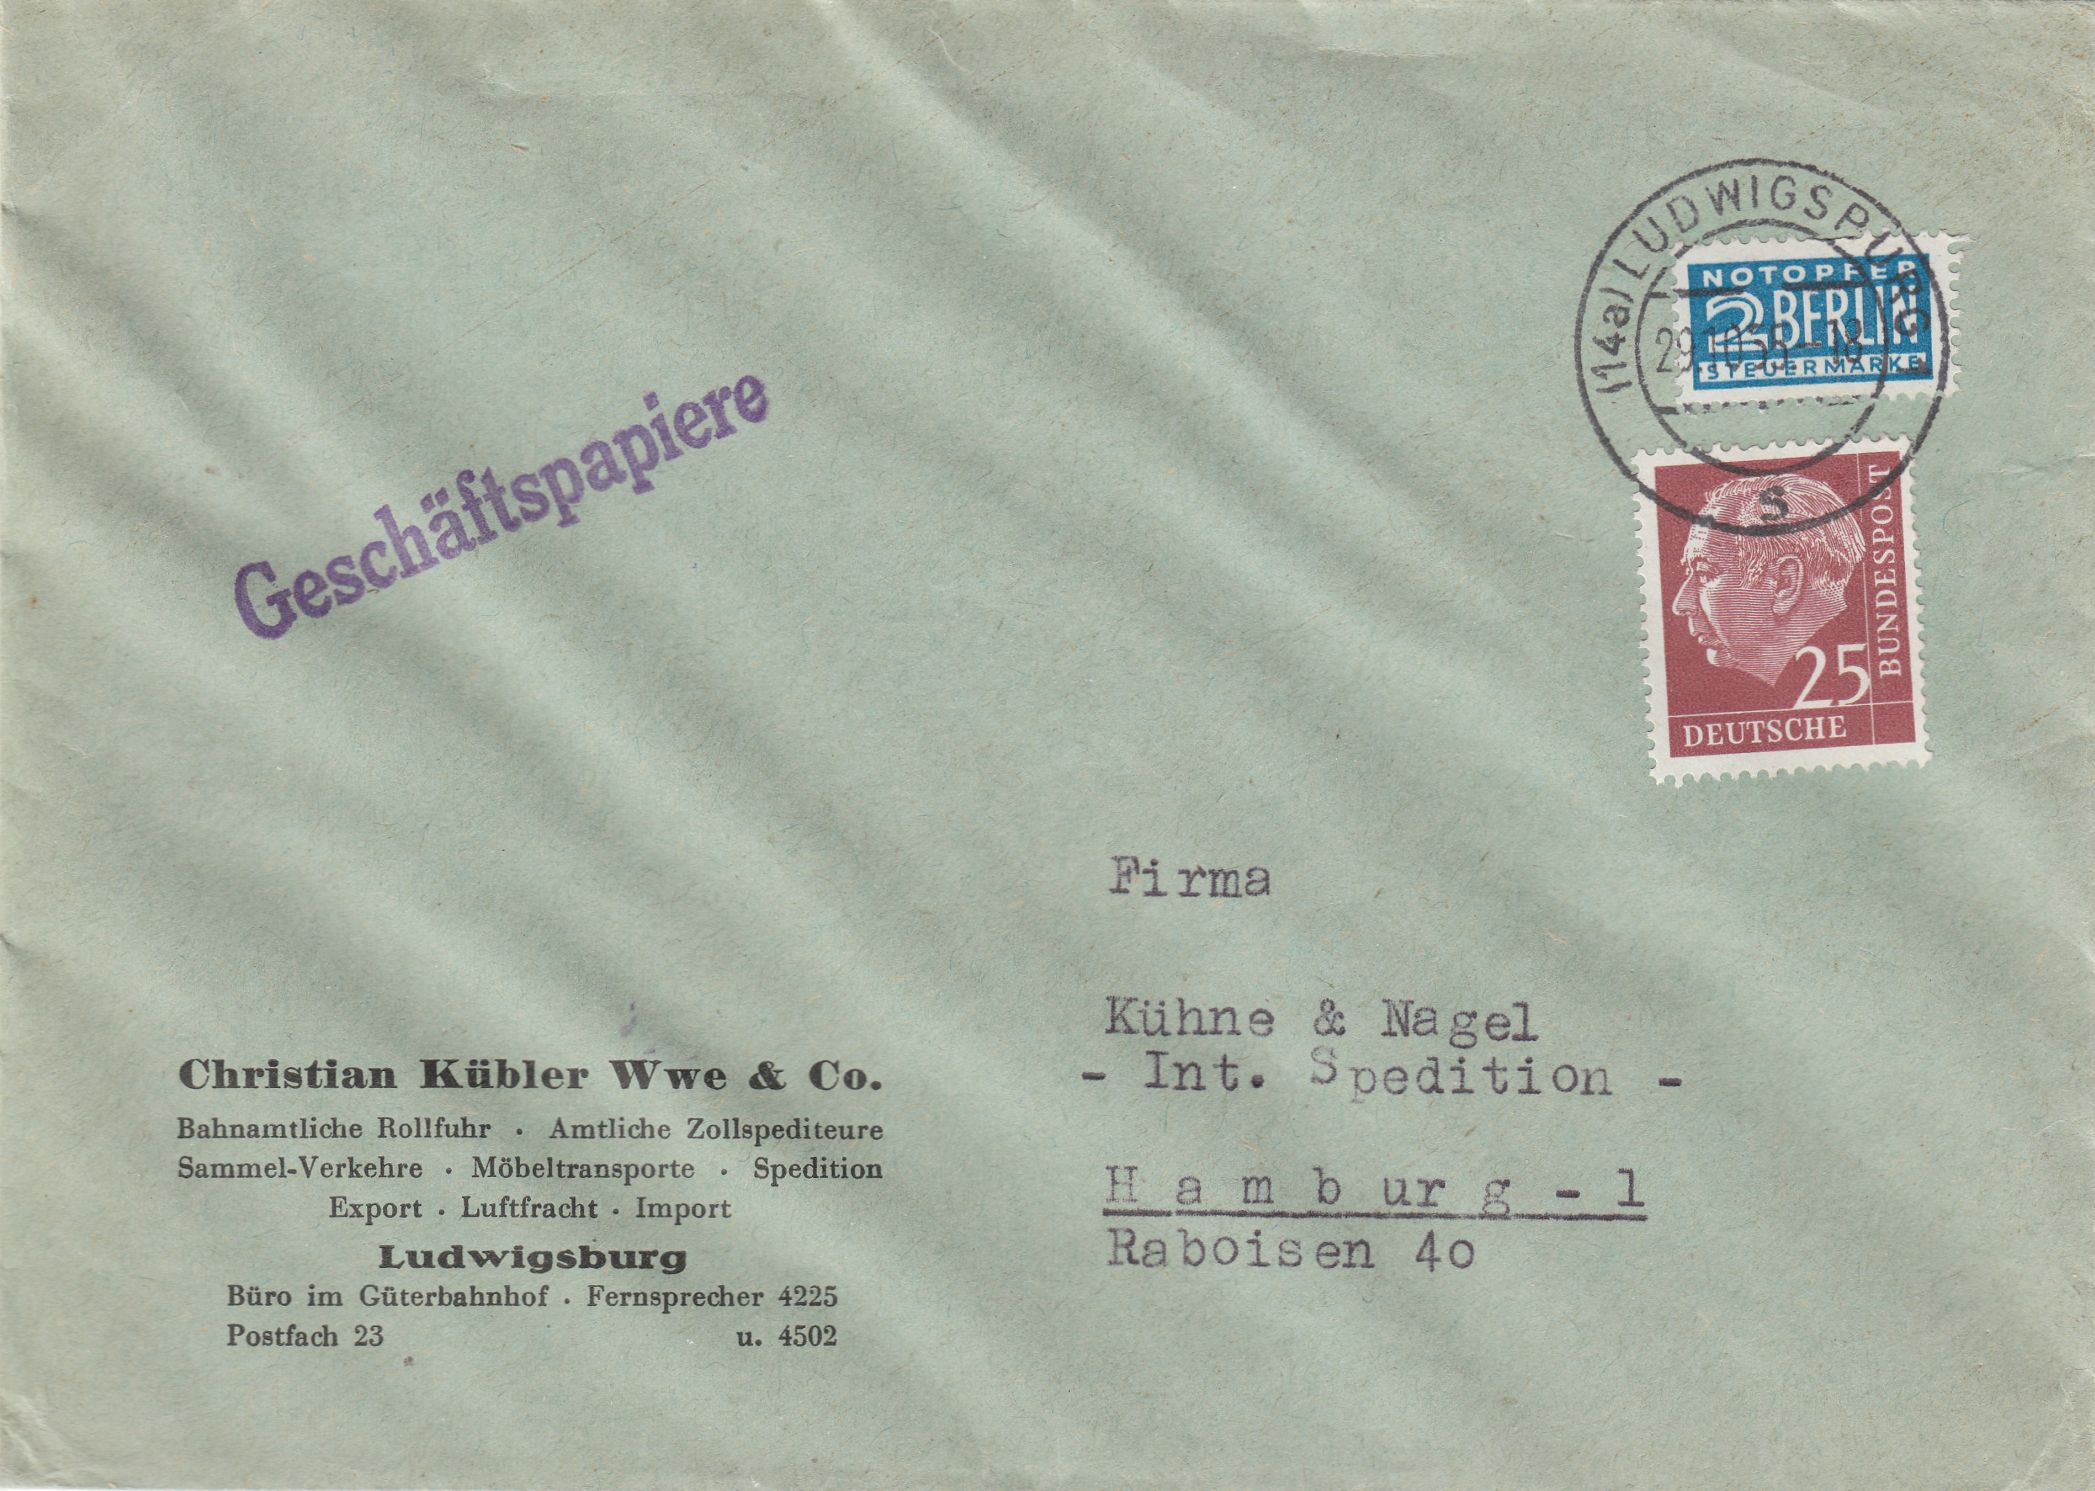 (14a) LUDWIGSBURG
29.10.55-18
s
NOTOPFER
2 BERLIN
STEUERMARKE
25
BUNDESPOST
DEUTSCHE
Geschäftspapiere
Firma
Kühne & Nagel
- Int. Spedition -
Hamburg-1
Raboisen 40
Christian Kübler Wwe & Co.
Bahnamtliche Rollfuhr · Amtliche Zollspediteure
Sammel-Verkehre · Möbeltransporte · Spedition
Export · Luftfracht · Import
Ludwigsburg
Büro im Güterbahnhof · Fernsprecher 4225
Postfach 23 u. 4502